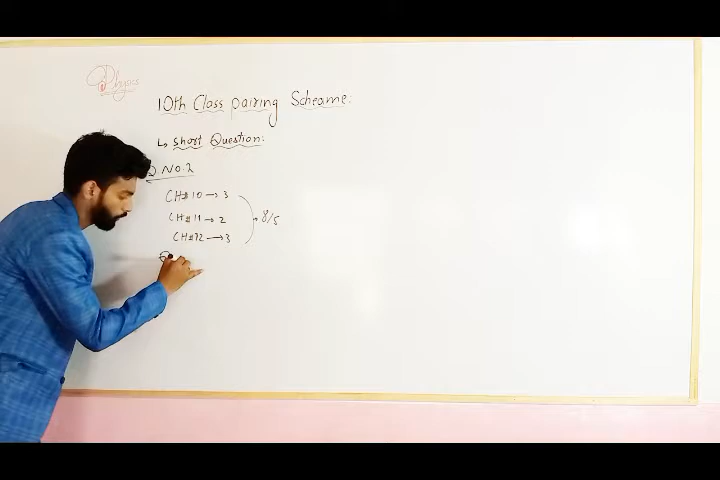 Physics
10th Class pairing Scheame:
↳ short Question:
Q.NO.2
CH#10 → 3
CH#11 → 2
CH#12 → 3
→ 8/5
Q